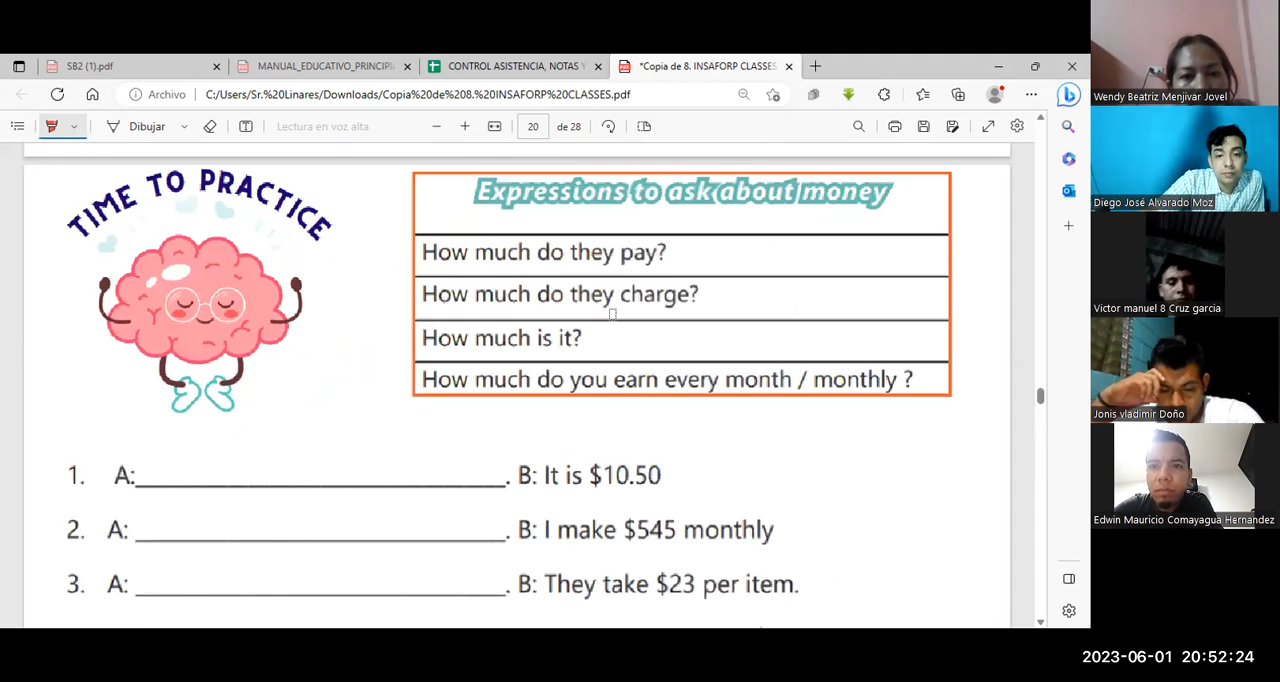 SB2 (1).pdf
MANUAL_EDUCATIVO_PRINCIPI
CONTROL ASISTENCIA, NOTAS Y
*Copia de 8. INSAFORP CLASSES
Archivo
C:/Users/Sr.%20Linares/Downloads/Copia%20de%208.%20INSAFORP%20CLASSES.pdf
Dibujar
Lectura en voz alta
20
de 28
TIME TO PRACTICE
Expressions to ask about money
How much do they pay?
How much do they charge?
How much is it?
How much do you earn every month / monthly ?
1. A:___________________________________. B: It is $10.50
2. A: ___________________________________. B: I make $545 monthly
3. A: ___________________________________. B: They take $23 per item.
Wendy Beatriz Menjivar Jovel
Diego José Alvarado Moz
Victor manuel 8 Cruz garcia
Jonis vladimir Doño
Edwin Mauricio Comayagua Hernandez
2023-06-01 20:52:24